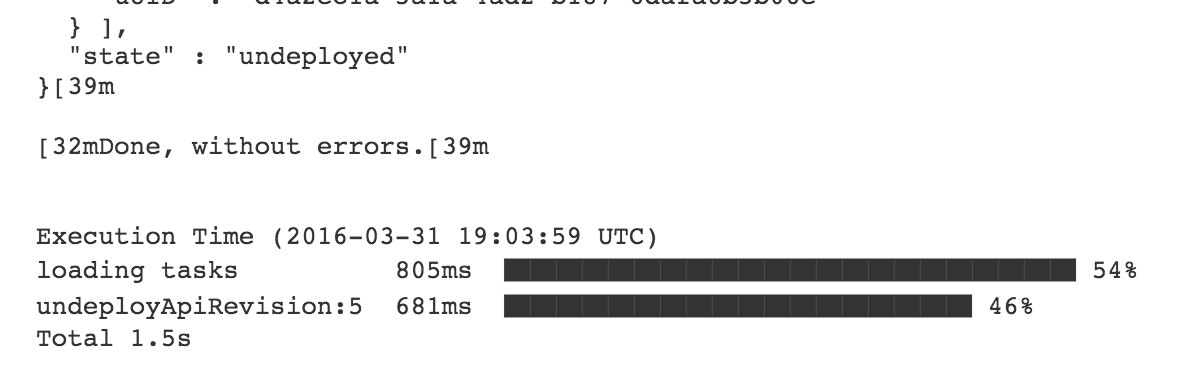 } ],
"state" : "undeployed"
}[39m
[32mDone, without errors.[39m
Execution Time (2016-03-31 19:03:59 UTC)
loading tasks 805ms 54%
undeployApiRevision:5 681ms 46%
Total 1.5s